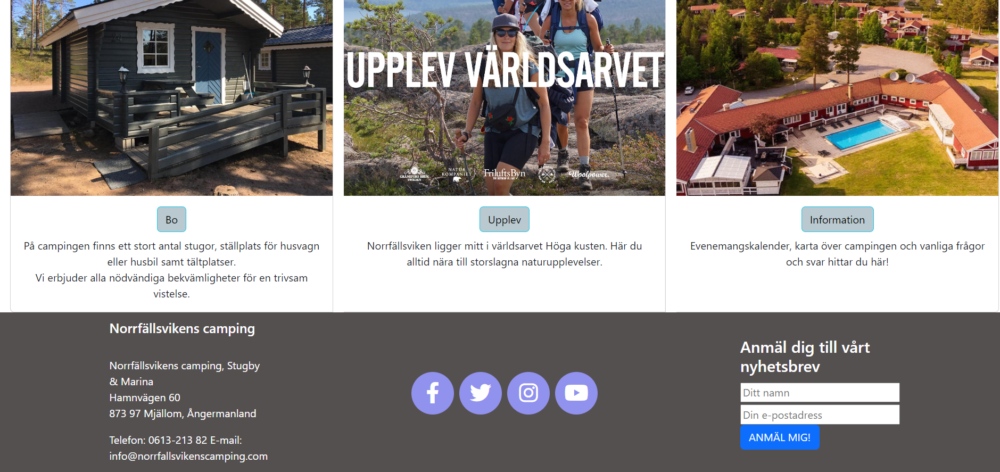 24
UPPLEV VÄRLDSARVET
GRÄNSFORS BRUK
SWEDEN
NATUR
KOMPANIET
FriluftsByn
THE OUTDOOR VILLAGE
Woolpower
Bo
På campingen finns ett stort antal stugor, ställplats för husvagn
eller husbil samt tältplatser.
Vi erbjuder alla nödvändiga bekvämligheter för en trivsam
vistelse.
Upplev
Norrfällsviken ligger mitt i världsarvet Höga kusten. Här du
alltid nära till storslagna naturupplevelser.
Information
Evenemangskalender, karta över campingen och vanliga frågor
och svar hittar du här!
Norrfällsvikens camping
Norrfällsvikens camping, Stugby
& Marina
Hamnvägen 60
873 97 Mjällom, Ångermanland
Telefon: 0613-213 82 E-mail:
info@norrfallsvikenscamping.com
Anmäl dig till vårt
nyhetsbrev
Ditt namn
Din e-postadress
ANMÄL MIG!